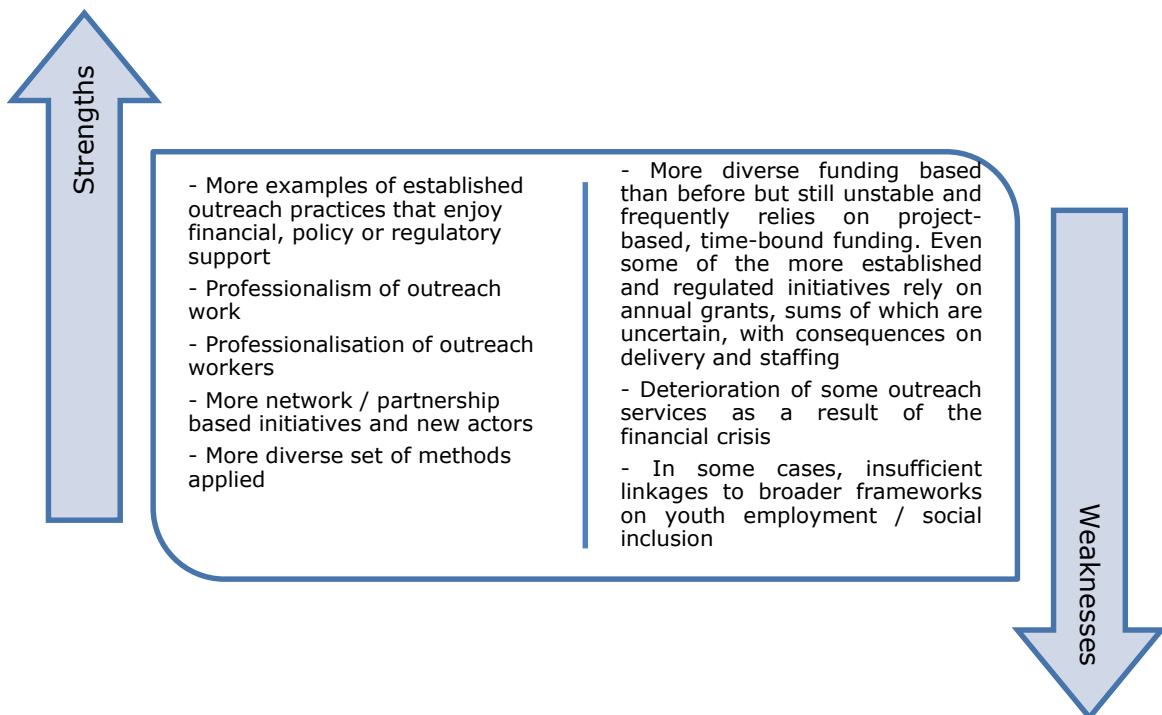 Strengths
- More examples of established
outreach practices that enjoy
financial, policy or regulatory
support
- Professionalism of outreach
work
- Professionalisation of outreach
workers
- More network / partnership
based initiatives and new actors
- More diverse set of methods
applied
- More diverse funding based
than before but still unstable and
frequently relies on project-
based, time-bound funding. Even
some of the more established
and regulated initiatives rely on
annual grants, sums of which are
uncertain, with consequences on
delivery and staffing
- Deterioration of some outreach
services as a result of the
financial crisis
- In some cases, insufficient
linkages to broader frameworks
on youth employment / social
inclusion
Weaknesses